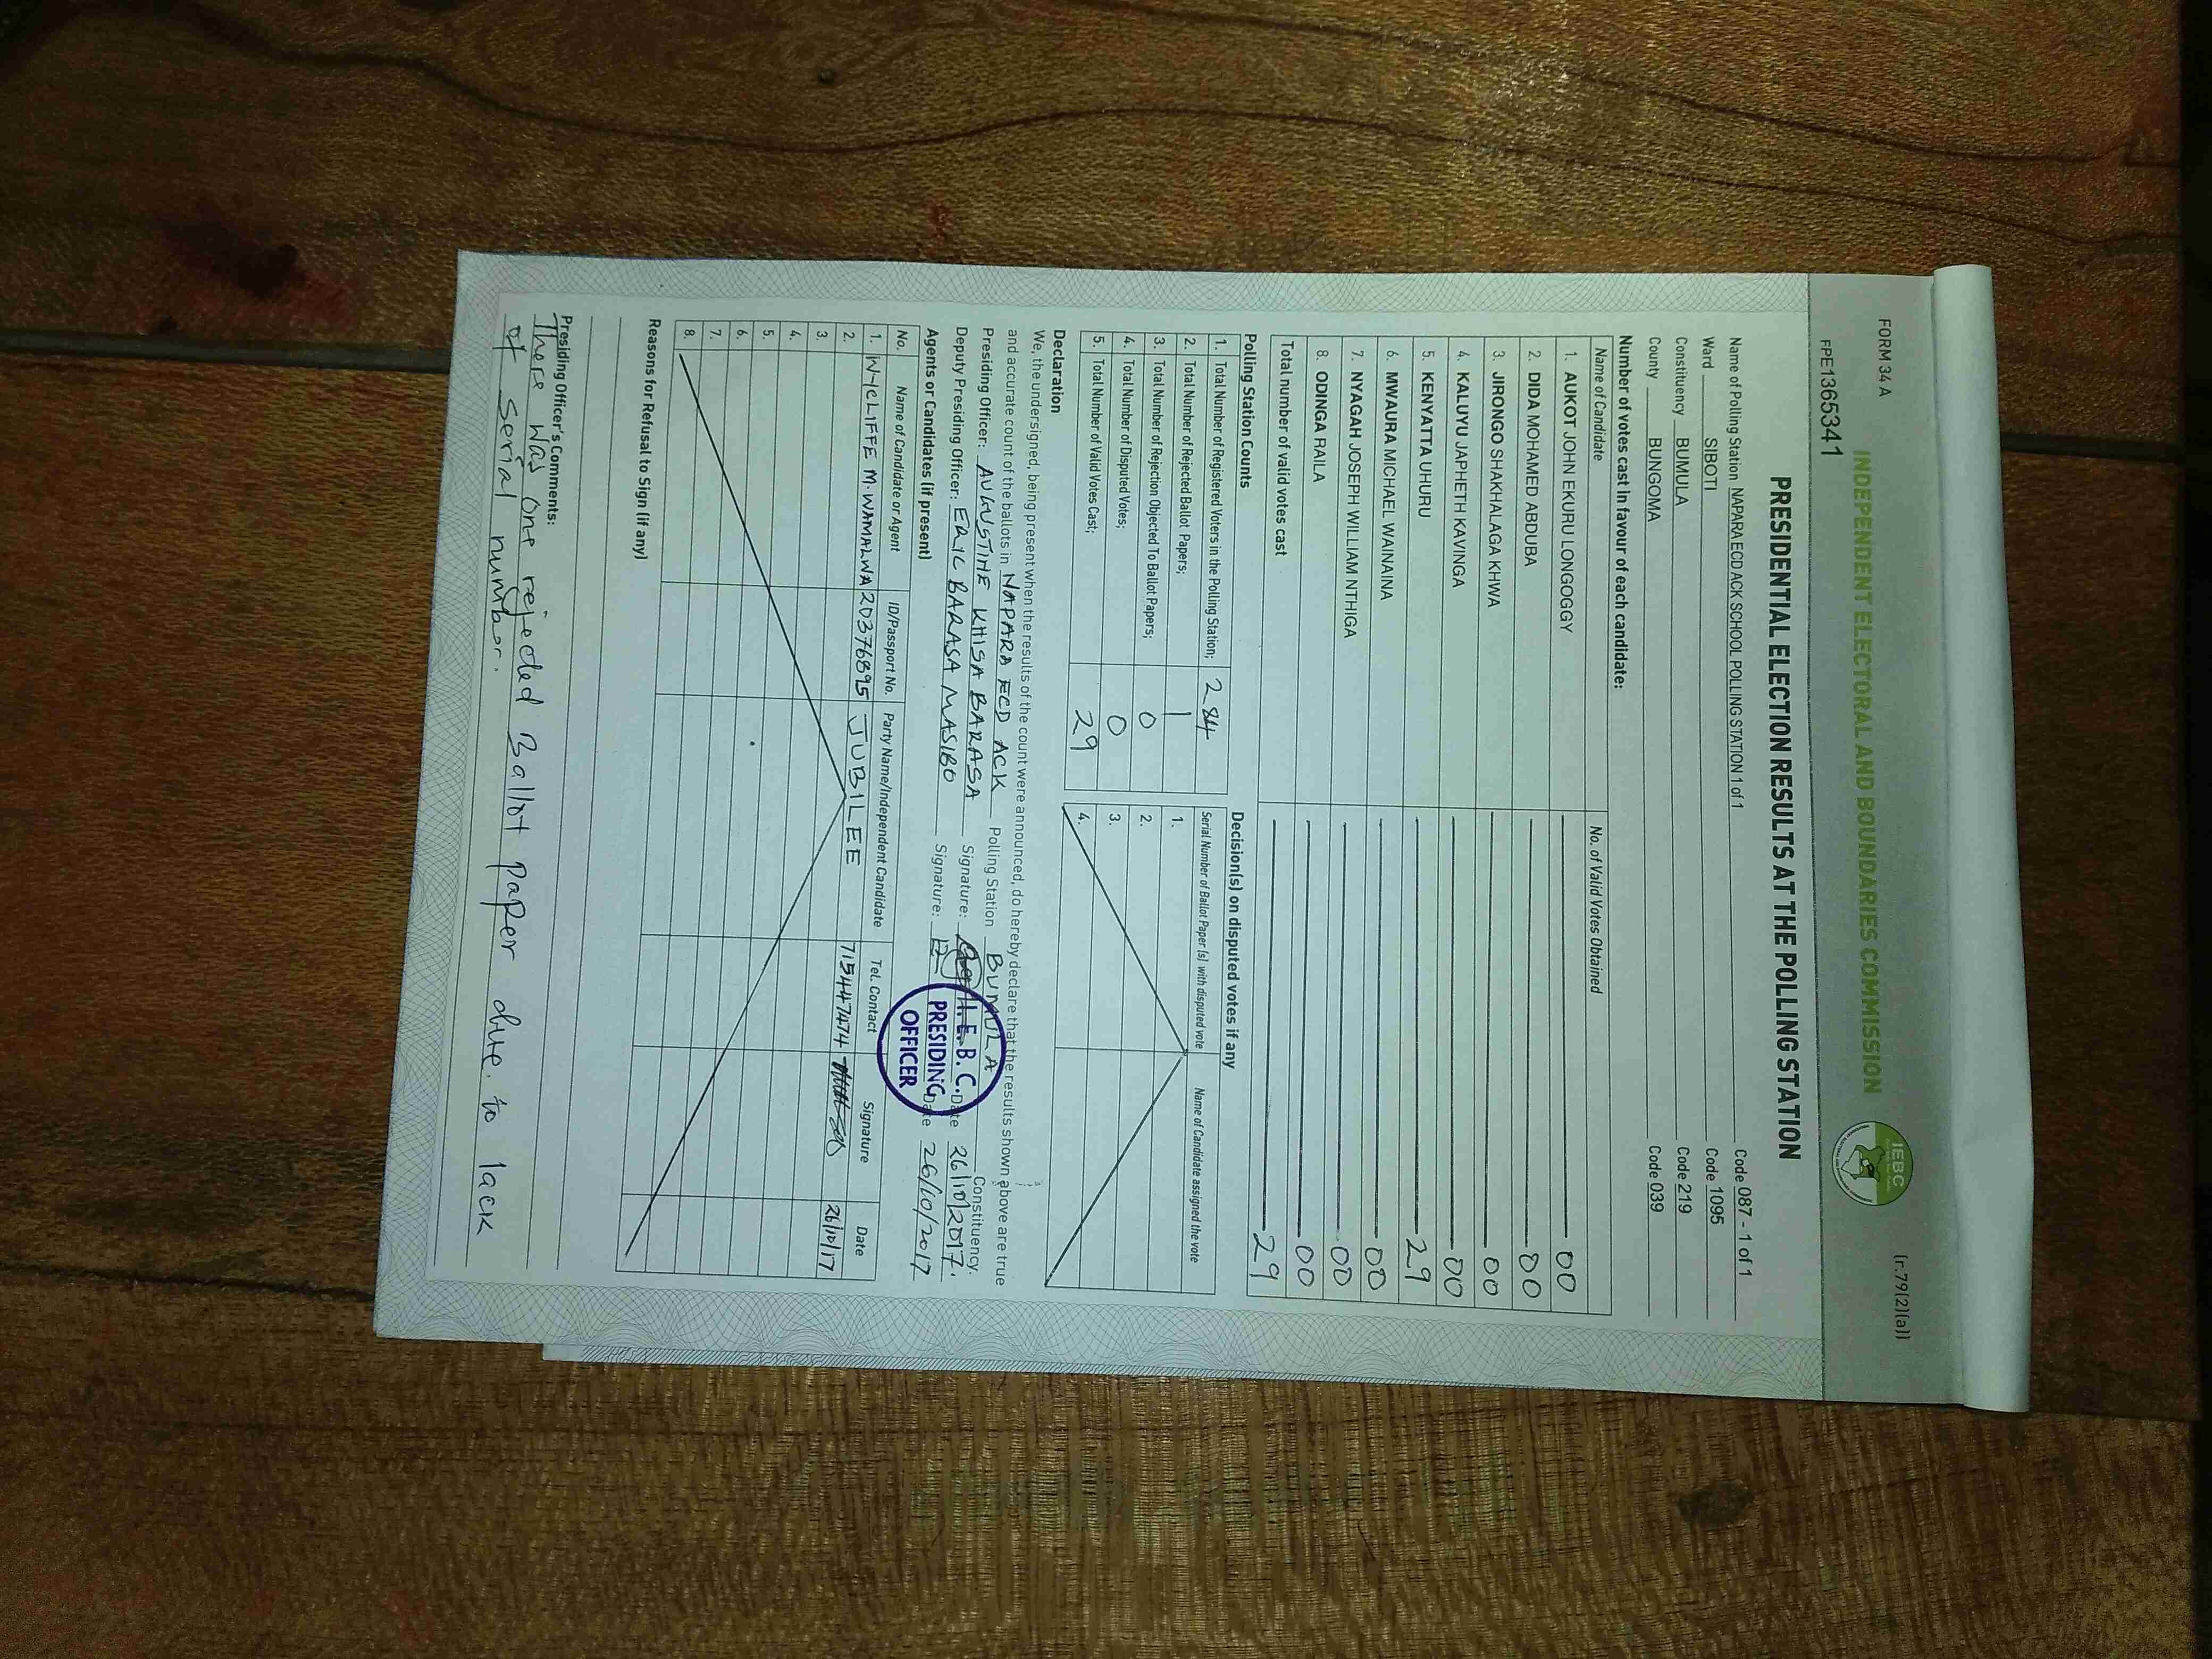 FORM 34 A
(r.79(2)(a))
INDEPENDENT ELECTORAL AND BOUNDARIES COMMISSION
IEBC
FPE1365341
PRESIDENTIAL ELECTION RESULTS AT THE POLLING STATION
Name of Polling Station NAPARA ECD ACK SCHOOL POLLING STATION 1 of 1 Code 087 - 1 of 1
Ward SIBOTI Code 1095
Constituency BUMULA Code 219
County BUNGOMA Code 039
Number of votes cast in favour of each candidate:
Name of Candidate No. of Valid Votes Obtained
1. AUKOT JOHN EKURU LONGOGGY 00
2. DIDA MOHAMED ABDUBA 00
3. JIRONGO SHAKHALAGA KHWA 00
4. KALUYU JAPHETH KAVINGA 00
5. KENYATTA UHURU 29
6. MWAURA MICHAEL WAINAINA 00
7. NYAGAH JOSEPH WILLIAM NTHIGA 00
8. ODINGA RAILA 00
Total number of valid votes cast 29
Polling Station Counts
1. Total Number of Registered Voters in the Polling Station; 284
2. Total Number of Rejected Ballot Papers; 1
3. Total Number of Rejection Objected To Ballot Papers; 0
4. Total Number of Disputed Votes; 0
5. Total Number of Valid Votes Cast; 29
Decision(s) on disputed votes if any
Serial Number of Ballot Paper (s) with disputed vote Name of Candidate assigned the vote
1.
2.
3.
4.
Declaration
We, the undersigned, being present when the results of the count were announced, do hereby declare that the results shown above are true
and accurate count of the ballots in NAPARA ECD ACK Polling Station BUMULA Constituency.
Presiding Officer: AUGUSTINE KHISA BARASA Signature: Date 26/10/2017.
Deputy Presiding Officer: ERIC BARASA MASIBO Signature: Date 26/10/2017
I. E. B. C.
PRESIDING
OFFICER
Agents or Candidates (if present)
No. Name of Candidate or Agent ID/Passport No. Party Name/Independent Candidate Tel. Contact Signature Date
1. WYCLIFFE M. WAMALWA 20376895 JUBILEE 715447474 26/10/17
2.
3.
4.
5.
6.
7.
8.
Reasons for Refusal to Sign (if any)
Presiding Officer's Comments:
There was one rejected Ballot paper due to lack
of serial number.